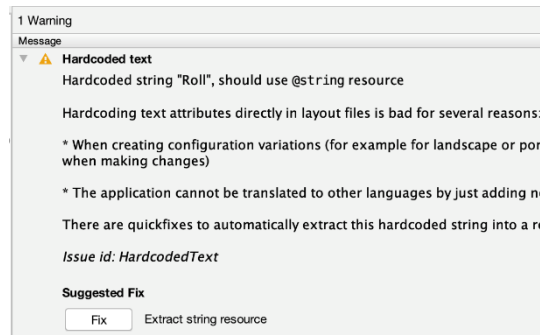 1 Warning
Message
Hardcoded text
Hardcoded string "Roll", should use @string resource
Hardcoding text attributes directly in layout files is bad for several reasons:
* When creating configuration variations (for example for landscape or
when making changes)
* The application cannot be translated to other languages by just adding
There are quickfixes to automatically extract this hardcoded string into a
Issue id: HardcodedText
Suggested Fix
Fix Extract string resource